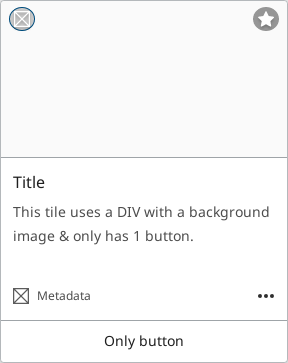 Title
This tile uses a DIV with a background
image & only has 1 button.
Metadata
Only button